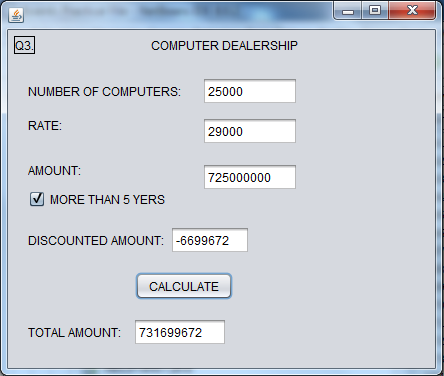 Q3. COMPUTER DEALERSHIP
NUMBER OF COMPUTERS: 25000
RATE: 29000
AMOUNT: 725000000
MORE THAN 5 YERS
DISCOUNTED AMOUNT: -6699672
CALCULATE
TOTAL AMOUNT: 731699672